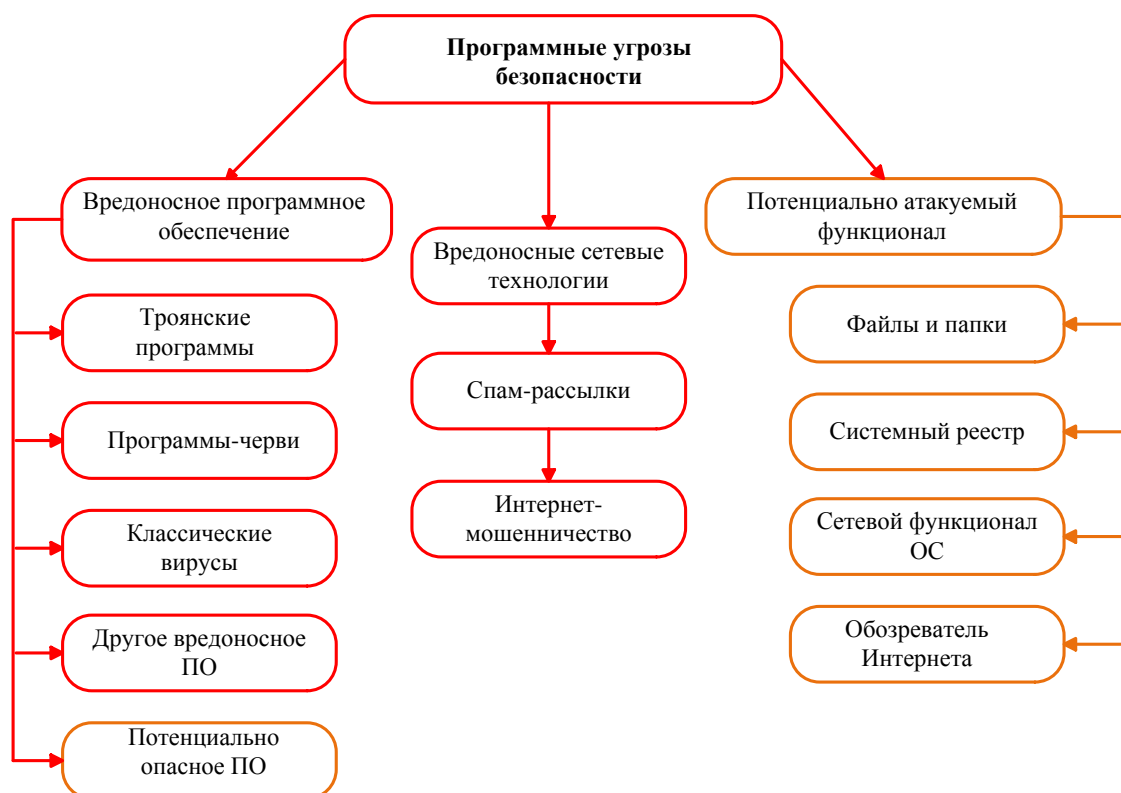 Программные угрозы
безопасности
Вредоносное программное
обеспечение
Троянские
программы
Программы-черви
Классические
вирусы
Другое вредоносное
ПО
Потенциально
опасное ПО
Вредоносные сетевые
технологии
Спам-рассылки
Интернет-
мошенничество
Потенциально атакуемый
функционал
Файлы и папки
Системный реестр
Сетевой функционал
ОС
Обозреватель
Интернета